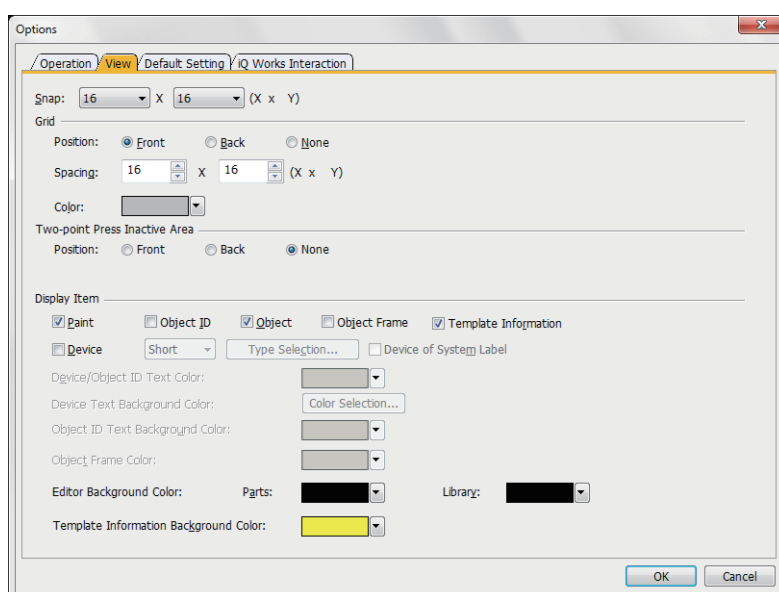 Options
Operation View Default Setting iQ Works Interaction
Snap: 16 X 16 (X x Y)
Grid
Position: Front Back None
Spacing: 16 X 16 (X x Y)
Color:
Two-point Press Inactive Area
Position: Front Back None
Display Item
Paint Object ID Object Object Frame Template Information
Device Short Type Selection... Device of System Label
Device/Object ID Text Color:
Device Text Background Color: Color Selection...
Object ID Text Background Color:
Object Frame Color:
Editor Background Color: Parts: Library:
Template Information Background Color:
OK Cancel